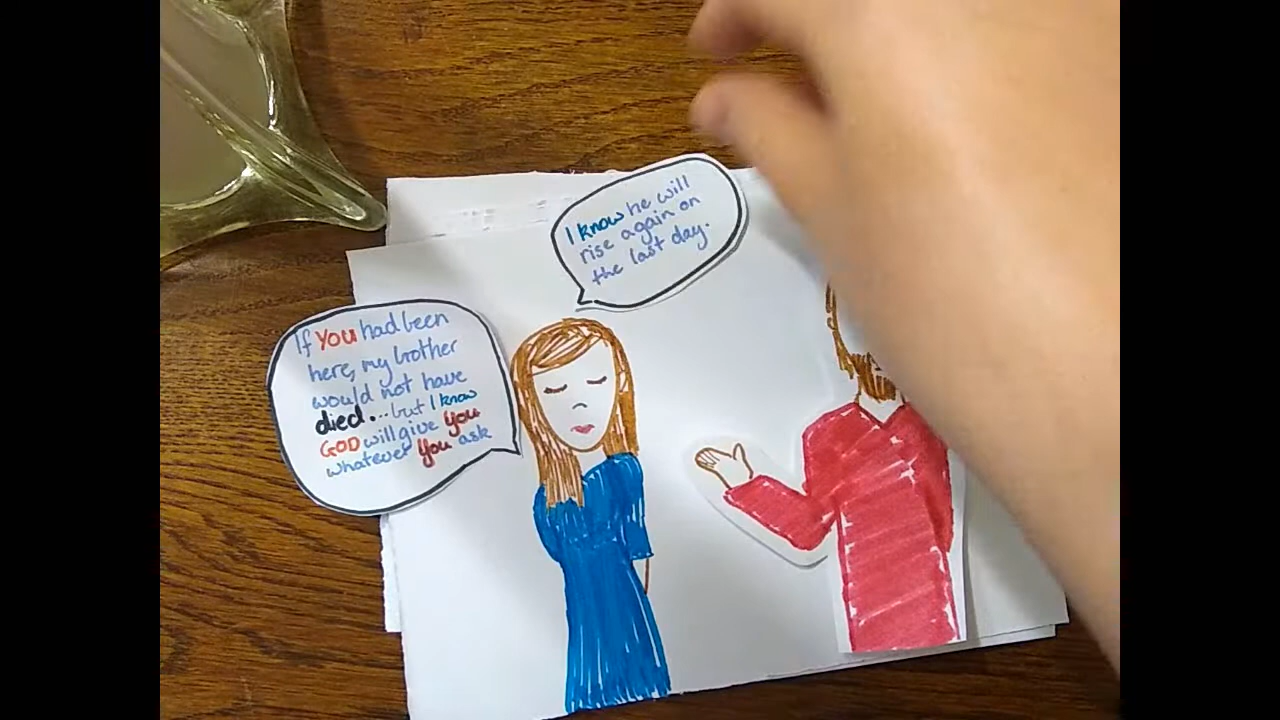 I know he will
rise again on
the last day.
If You had been
here, my brother
would not have
died... but I know
GOD will give You
whatever You ask